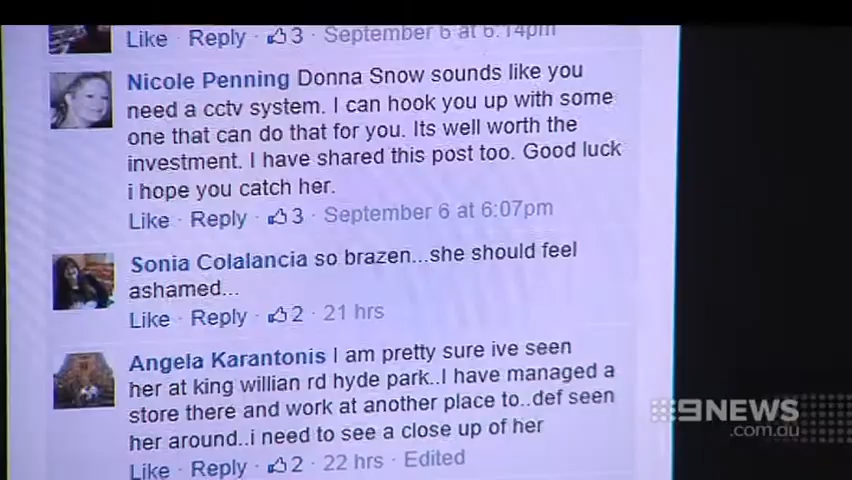 Like · Reply · 3 · September 6 at 6:14pm
Nicole Penning Donna Snow sounds like you
need a cctv system. I can hook you up with some
one that can do that for you. Its well worth the
investment. I have shared this post too. Good luck
i hope you catch her.
Like · Reply · 3 · September 6 at 6:07pm
Sonia Colalancia so brazen...she should feel
ashamed...
Like · Reply · 2 · 21 hrs
Angela Karantonis I am pretty sure ive seen
her at king willian rd hyde park..I have managed a
store there and work at another place to..def seen
her around..i need to see a close up of her
Like · Reply · 2 · 22 hrs · Edited
9NEWS
.com.au